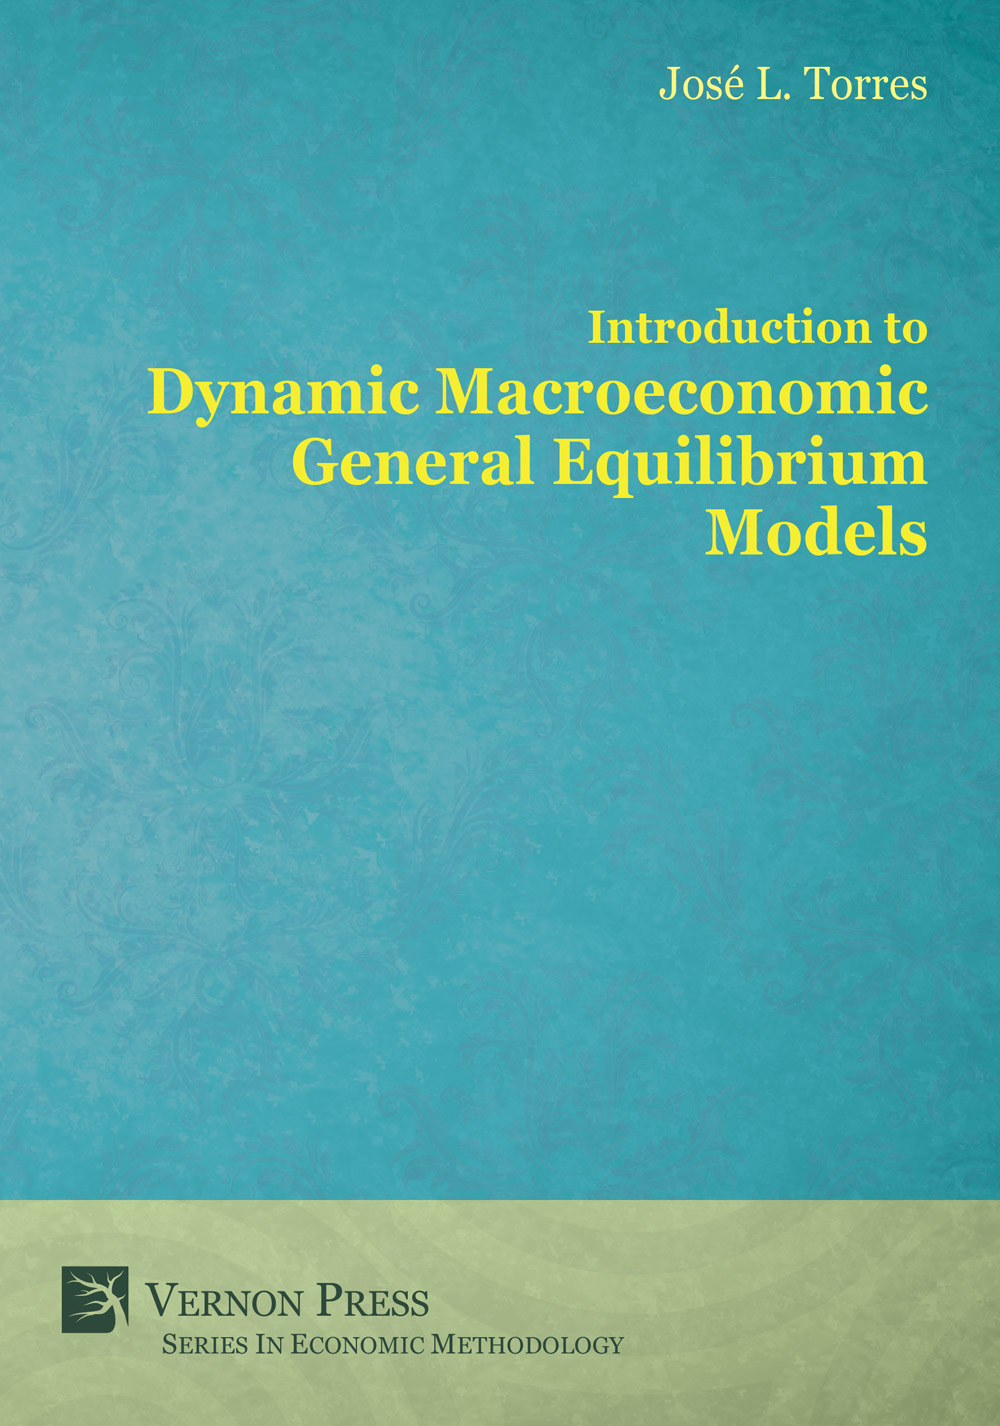 José L. Torres
Introduction to
Dynamic Macroeconomic
General Equilibrium
Models
VERNON PRESS
SERIES IN ECONOMIC METHODOLOGY